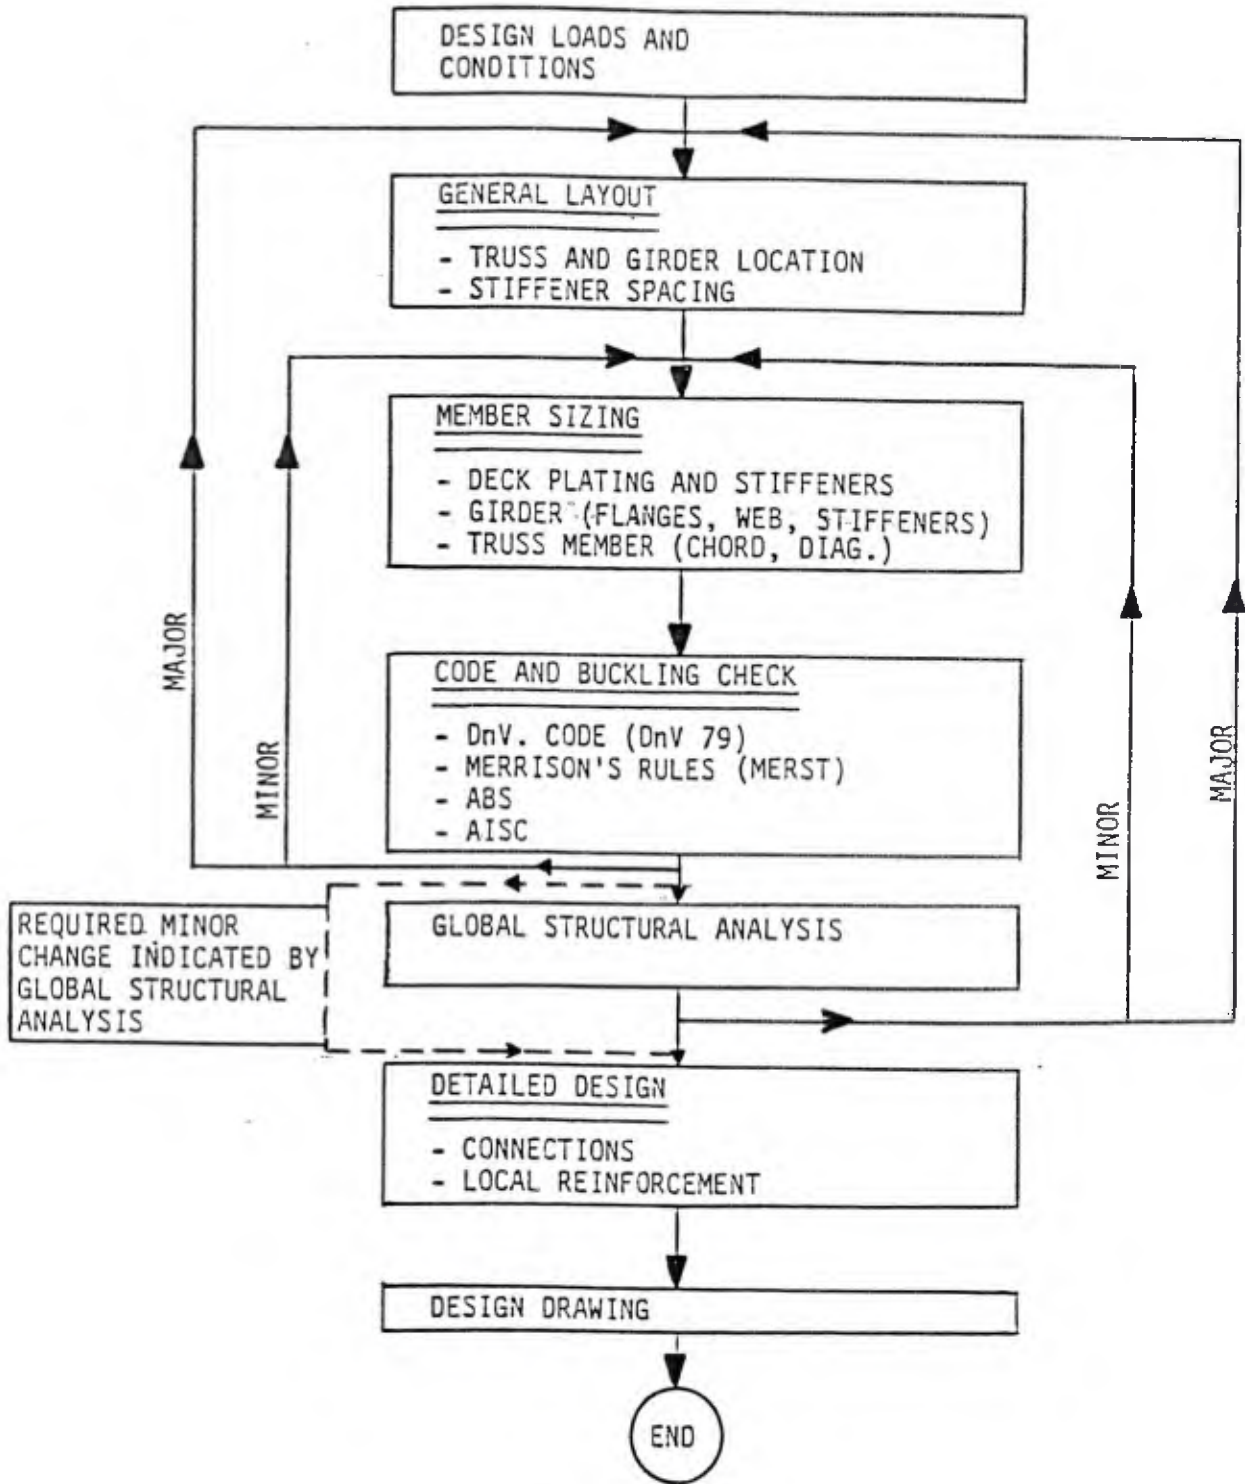 DESIGN LOADS AND
CONDITIONS
GENERAL LAYOUT
- TRUSS AND GIRDER LOCATION
- STIFFENER SPACING
MEMBER SIZING
- DECK PLATING AND STIFFENERS
- GIRDER (FLANGES, WEB, STIFFENERS)
- TRUSS MEMBER (CHORD, DIAG.)
MAJOR
MINOR
CODE AND BUCKLING CHECK
- DnV. CODE (DnV 79)
- MERRISON'S RULES (MERST)
- ABS
- AISC
MINOR
MAJOR
REQUIRED MINOR
CHANGE INDICATED BY
GLOBAL STRUCTURAL
ANALYSIS
GLOBAL STRUCTURAL ANALYSIS
DETAILED DESIGN
- CONNECTIONS
- LOCAL REINFORCEMENT
DESIGN DRAWING
END